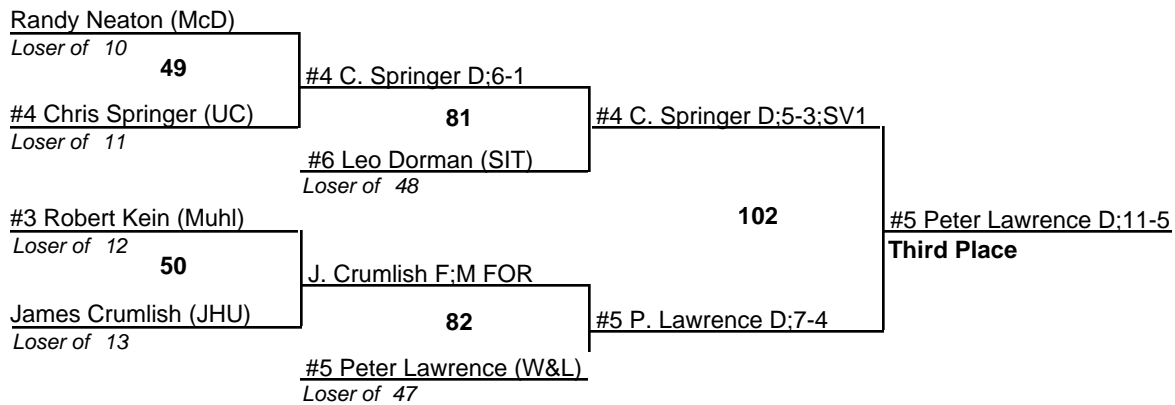 Randy Neaton (McD)
Loser of 10
49
#4 C. Springer D;6-1
#4 Chris Springer (UC)
Loser of 11
81
#4 C. Springer D;5-3;SV1
#6 Leo Dorman (SIT)
Loser of 48
#3 Robert Kein (Muhl)
Loser of 12
102
#5 Peter Lawrence D;11-5
Third Place
50
J. Crumlish F;M FOR
James Crumlish (JHU)
Loser of 13
82
#5 P. Lawrence D;7-4
#5 Peter Lawrence (W&L)
Loser of 47